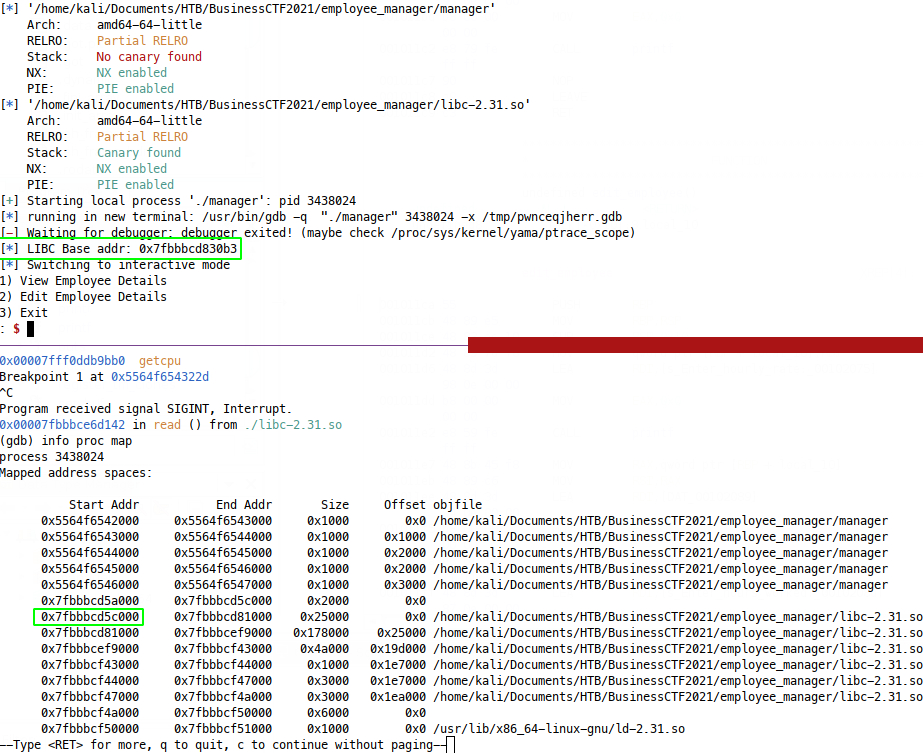 [*] '/home/kali/Documents/HTB/BusinessCTF2021/employee_manager/manager'
    Arch:     amd64-64-little
    RELRO:    Partial RELRO
    Stack:    No canary found
    NX:       NX enabled
    PIE:      PIE enabled
[*] '/home/kali/Documents/HTB/BusinessCTF2021/employee_manager/libc-2.31.so'
    Arch:     amd64-64-little
    RELRO:    Partial RELRO
    Stack:    Canary found
    NX:       NX enabled
    PIE:      PIE enabled
[+] Starting local process './manager': pid 3438024
[*] running in new terminal: /usr/bin/gdb -q  "./manager" 3438024 -x /tmp/pwnceqjherr.gdb
[-] Waiting for debugger: debugger exited! (maybe check /proc/sys/kernel/yama/ptrace_scope)
[*] LIBC Base addr: 0x7fbbbcd830b3
[*] Switching to interactive mode
1) View Employee Details
2) Edit Employee Details
3) Exit
: $
0x00007fff0ddb9bb0  getcpu
Breakpoint 1 at 0x5564f654322d
^C
Program received signal SIGINT, Interrupt.
0x00007fbbbce6d142 in read () from ./libc-2.31.so
(gdb) info proc map
process 3438024
Mapped address spaces:
          Start Addr           End Addr       Size     Offset objfile
      0x5564f6542000     0x5564f6543000     0x1000        0x0 /home/kali/Documents/HTB/BusinessCTF2021/employee_manager/manager
      0x5564f6543000     0x5564f6544000     0x1000     0x1000 /home/kali/Documents/HTB/BusinessCTF2021/employee_manager/manager
      0x5564f6544000     0x5564f6545000     0x1000     0x2000 /home/kali/Documents/HTB/BusinessCTF2021/employee_manager/manager
      0x5564f6545000     0x5564f6546000     0x1000     0x2000 /home/kali/Documents/HTB/BusinessCTF2021/employee_manager/manager
      0x5564f6546000     0x5564f6547000     0x1000     0x3000 /home/kali/Documents/HTB/BusinessCTF2021/employee_manager/manager
      0x7fbbbcd5a000     0x7fbbbcd5c000     0x2000        0x0
      0x7fbbbcd5c000     0x7fbbbcd81000    0x25000        0x0 /home/kali/Documents/HTB/BusinessCTF2021/employee_manager/libc-2.31.so
      0x7fbbbcd81000     0x7fbbbcef9000   0x178000    0x25000 /home/kali/Documents/HTB/BusinessCTF2021/employee_manager/libc-2.31.so
      0x7fbbbcef9000     0x7fbbbcf43000    0x4a000   0x19d000 /home/kali/Documents/HTB/BusinessCTF2021/employee_manager/libc-2.31.so
      0x7fbbbcf43000     0x7fbbbcf44000     0x1000   0x1e7000 /home/kali/Documents/HTB/BusinessCTF2021/employee_manager/libc-2.31.so
      0x7fbbbcf44000     0x7fbbbcf47000     0x3000   0x1e7000 /home/kali/Documents/HTB/BusinessCTF2021/employee_manager/libc-2.31.so
      0x7fbbbcf47000     0x7fbbbcf4a000     0x3000   0x1ea000 /home/kali/Documents/HTB/BusinessCTF2021/employee_manager/libc-2.31.so
      0x7fbbbcf4a000     0x7fbbbcf50000     0x6000        0x0
      0x7fbbbcf50000     0x7fbbbcf51000     0x1000        0x0 /usr/lib/x86_64-linux-gnu/ld-2.31.so
--Type <RET> for more, q to quit, c to continue without paging--